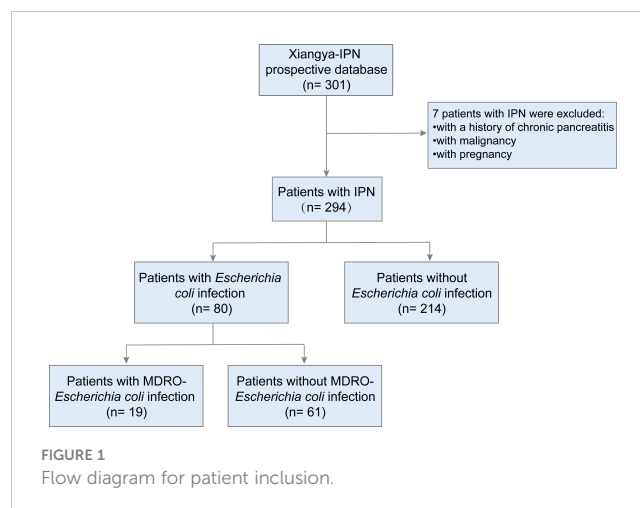 Xiangya-IPN
prospective database
(n= 301)
7 patients with IPN were excluded:
•with a history of chronic pancreatitis
•with malignancy
•with pregnancy
Patients with IPN
（n= 294）
Patients with Escherichia
coli infection
(n= 80)
Patients without
Escherichia coli infection
(n= 214)
Patients with MDRO-
Escherichia coli infection
(n= 19)
Patients without MDRO-
Escherichia coli infection
(n= 61)
FIGURE 1
Flow diagram for patient inclusion.